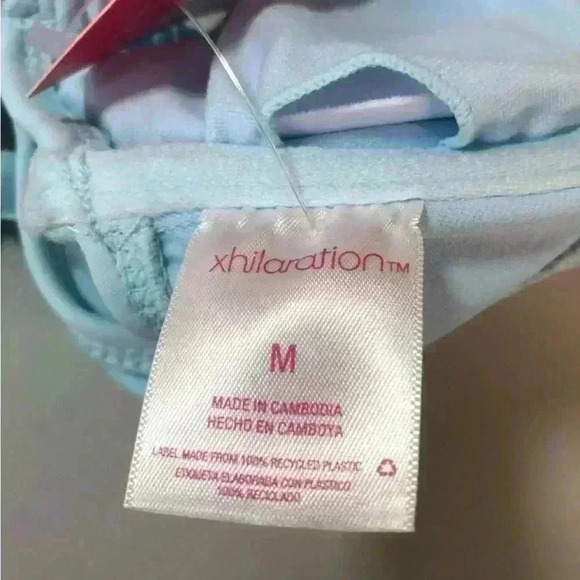 xhilaration™
M
MADE IN CAMBODIA
HECHO EN CAMBOYA
LABEL MADE FROM 100% RECYCLED PLASTIC
ETIQUETA ELABORADA CON PLASTICO
100% RECICLADO